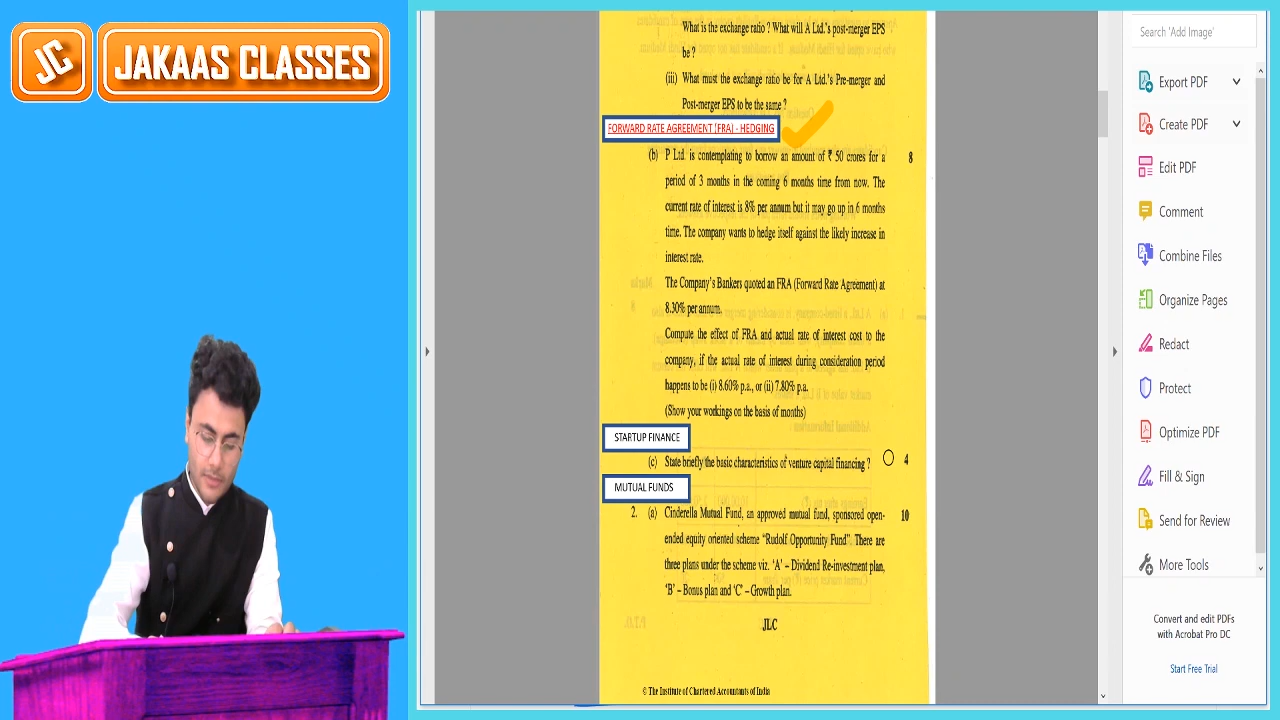 JC JAKAAS CLASSES
What is the exchange ratio ? What will A Ltd.'s post-merger EPS
be ?
(iii) What must the exchange ratio be for A Ltd.'s Pre-merger and
Post-merger EPS to be the same ?
FORWARD RATE AGREEMENT (FRA) - HEDGING
(b) P Ltd. is contemplating to borrow an amount of ₹ 50 crores for a 8
period of 3 months in the coming 6 months time from now. The
current rate of interest is 8% per annum but it may go up in 6 months
time. The company wants to hedge itself against the likely increase in
interest rate.
The Company's Bankers quoted an FRA (Forward Rate Agreement) at
8.30% per annum.
Compute the effect of FRA and actual rate of interest cost to the
company, if the actual rate of interest during consideration period
happens to be (i) 8.60% p.a., or (ii) 7.80% p.a.
(Show your workings on the basis of months)
STARTUP FINANCE
(c) State briefly the basic characteristics of venture capital financing ? 4
MUTUAL FUNDS
2. (a) Cinderella Mutual Fund, an approved mutual fund, sponsored open- 10
ended equity oriented scheme "Rudolf Opportunity Fund". There are
three plans under the scheme viz. 'A' – Dividend Re-investment plan,
'B' – Bonus plan and 'C' – Growth plan.
JLC
© The Institute of Chartered Accountants of India
Search 'Add Image'
Export PDF
Create PDF
Edit PDF
Comment
Combine Files
Organize Pages
Redact
Protect
Optimize PDF
Fill & Sign
Send for Review
More Tools
Convert and edit PDFs
with Acrobat Pro DC
Start Free Trial